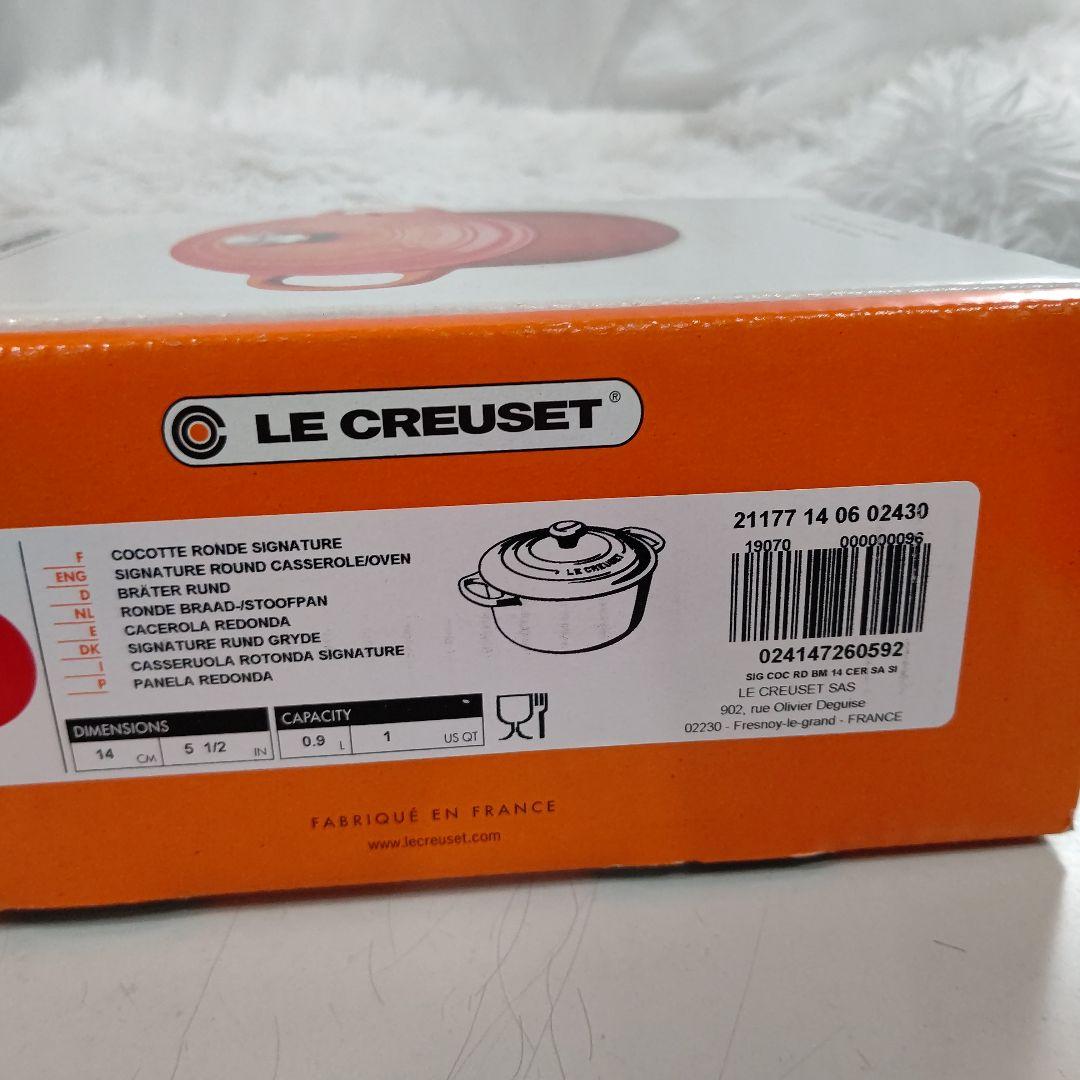 LE CREUSET®
F COCOTTE RONDE SIGNATURE
ENG SIGNATURE ROUND CASSEROLE/OVEN
D BRÄTER RUND
NL RONDE BRAAD-/STOOFPAN
E CACEROLA REDONDA
DK SIGNATURE RUND GRYDE
I CASSERUOLA ROTONDA SIGNATURE
P PANELA REDONDA
DIMENSIONS
14 CM 5 1/2 IN
CAPACITY
0.9 L 1 US QT
LE CREUSET
21177 14 06 02430
19070 000000096
024147260592
SIG COC RD BM 14 CER SA SI
LE CREUSET SAS
902, rue Olivier Deguise
02230 - Fresnoy-le-grand - FRANCE
FABRIQUÉ EN FRANCE
www.lecreuset.com